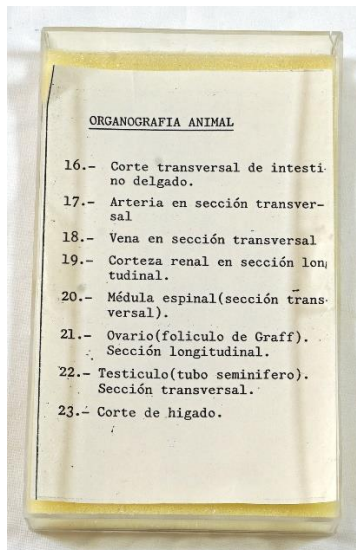 ORGANOGRAFIA ANIMAL
16.- Corte transversal de intesti-
no delgado.
17.- Arteria en sección transver-
sal
18.- Vena en sección transversal
19.- Corteza renal en sección lon
tudinal.
20.- Médula espinal(sección trans-
versal).
21.- Ovario(foliculo de Graff).
Sección longitudinal.
22.- Testiculo(tubo seminifero).
Sección transversal.
23.- Corte de higado.